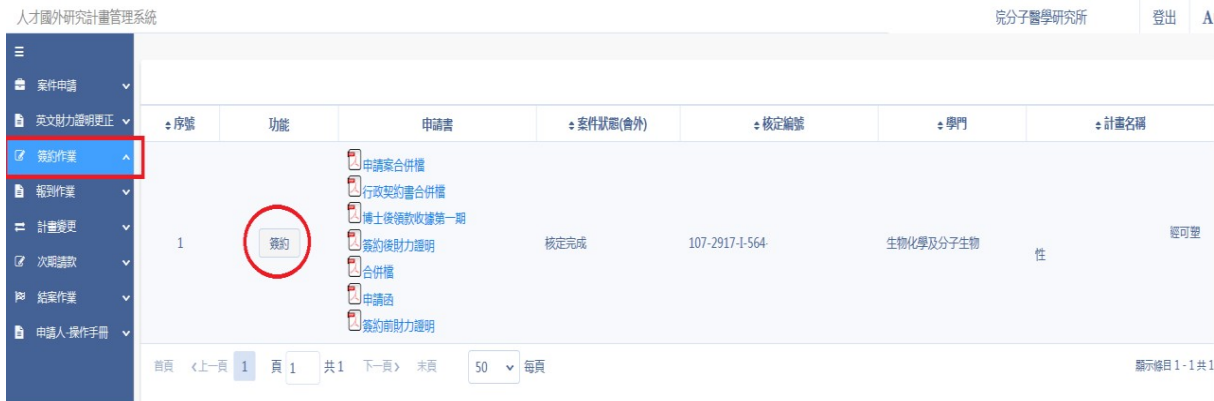 人才國外研究計畫管理系統
院分子醫學研究所 登出 A
案件申請
英文財力證明更正
簽約作業
報到作業
計畫變更
次期請款
結案作業
申請人-操作手冊
序號 功能 申請書 案件狀態(會外) 核定編號 學門 計畫名稱
申請案合併檔
行政契約書合併檔
博士後領款收據第一期
簽約後財力證明
合併檔
申請函
簽約前財力證明
1 簽約 核定完成 107-2917-I-564- 生物化學及分子生物 經可塑
性
首頁 ‹上一頁 1 頁 1 共1 下一頁› 末頁 50 每頁 顯示條目 1 - 1 共 1